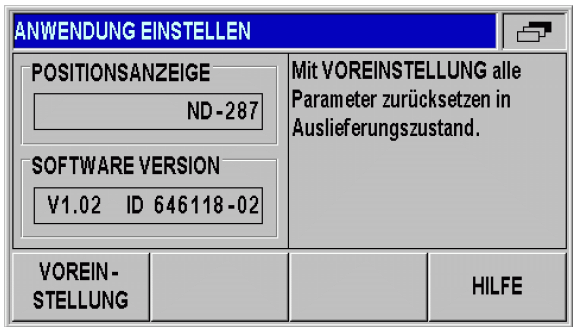 ANWENDUNG EINSTELLEN
POSITIONSANZEIGE
ND-287
SOFTWARE VERSION
V1.02 ID 646118-02
Mit VOREINSTELLUNG alle
Parameter zurücksetzen in
Auslieferungszustand.
VOREIN-
STELLUNG
HILFE